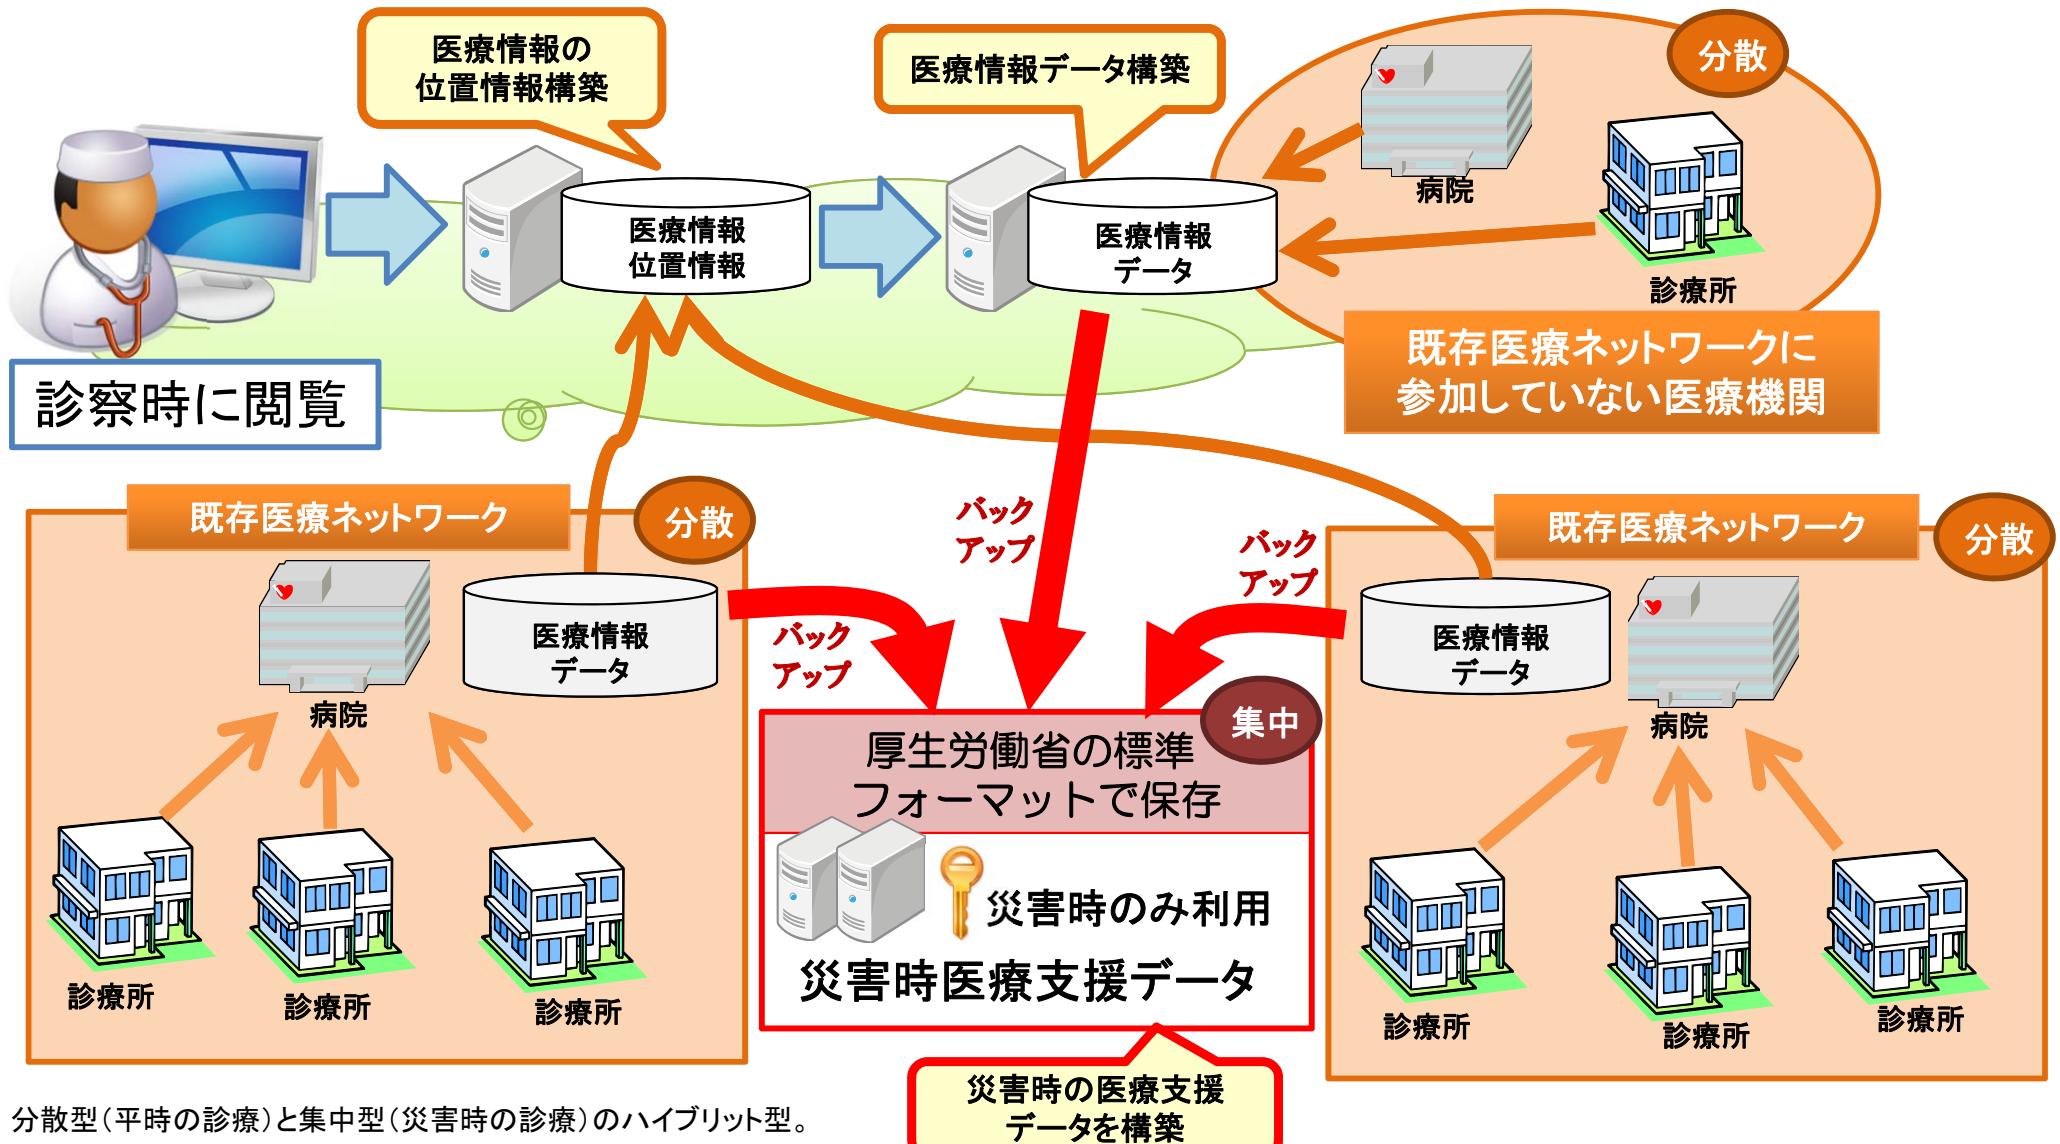 医療情報の
位置情報構築
医療情報データ構築
分散
病院
診療所
医療情報
位置情報
医療情報
データ
既存医療ネットワークに
参加していない医療機関
診察時に閲覧
既存医療ネットワーク
分散
医療情報
データ
病院
診療所
診療所
診療所
バック
アップ
バック
アップ
バック
アップ
既存医療ネットワーク
分散
医療情報
データ
病院
診療所
診療所
診療所
集中
厚生労働省の標準
フォーマットで保存
災害時のみ利用
災害時医療支援データ
災害時の医療支援
データを構築
分散型（平時の診療）と集中型（災害時の診療）のハイブリット型。